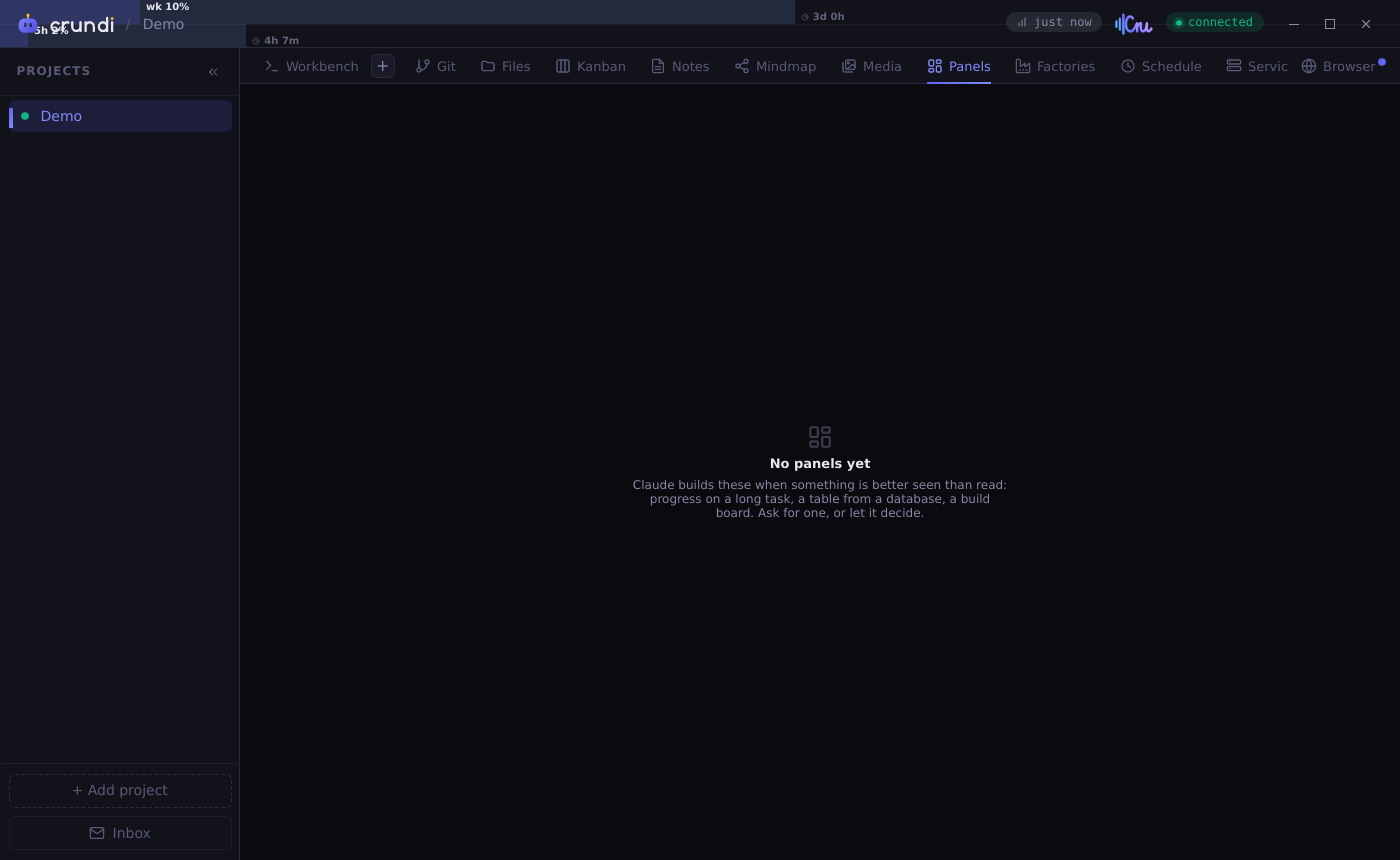 wk 10%
3d 0h
crundi / Demo
5h 2%
4h 7m
just now
Cru
connected
PROJECTS
Workbench
Git
Files
Kanban
Notes
Mindmap
Media
Panels
Factories
Schedule
Servic
Browser
Demo
No panels yet
Claude builds these when something is better seen than read:
progress on a long task, a table from a database, a build
board. Ask for one, or let it decide.
+ Add project
Inbox